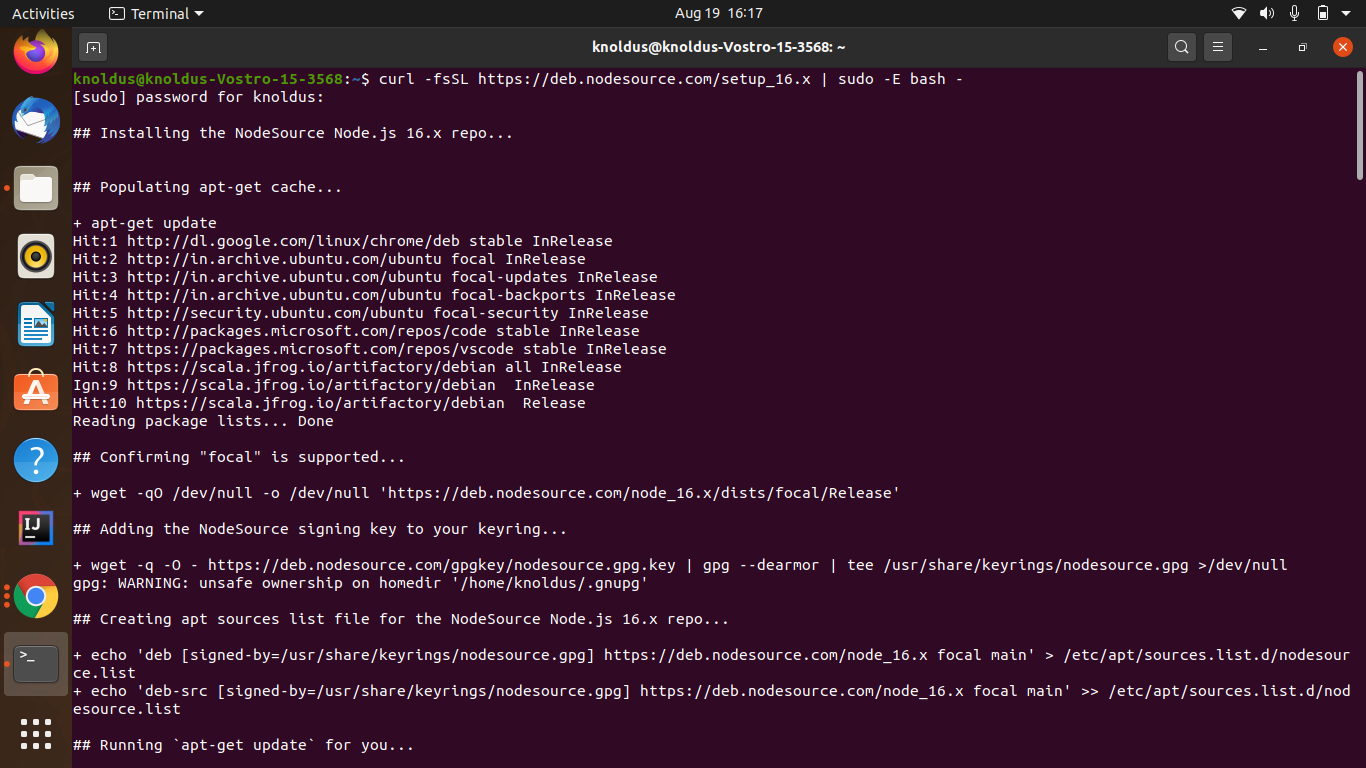 Activities
Terminal
Aug 19 16:17
knoldus@knoldus-Vostro-15-3568: ~
knoldus@knoldus-Vostro-15-3568:~$ curl -fsSL https://deb.nodesource.com/setup_16.x | sudo -E bash -
[sudo] password for knoldus:
## Installing the NodeSource Node.js 16.x repo...
## Populating apt-get cache...
+ apt-get update
Hit:1 http://dl.google.com/linux/chrome/deb stable InRelease
Hit:2 http://in.archive.ubuntu.com/ubuntu focal InRelease
Hit:3 http://in.archive.ubuntu.com/ubuntu focal-updates InRelease
Hit:4 http://in.archive.ubuntu.com/ubuntu focal-backports InRelease
Hit:5 http://security.ubuntu.com/ubuntu focal-security InRelease
Hit:6 http://packages.microsoft.com/repos/code stable InRelease
Hit:7 https://packages.microsoft.com/repos/vscode stable InRelease
Hit:8 https://scala.jfrog.io/artifactory/debian all InRelease
Ign:9 https://scala.jfrog.io/artifactory/debian  InRelease
Hit:10 https://scala.jfrog.io/artifactory/debian  Release
Reading package lists... Done
## Confirming "focal" is supported...
+ wget -qO /dev/null -o /dev/null 'https://deb.nodesource.com/node_16.x/dists/focal/Release'
## Adding the NodeSource signing key to your keyring...
+ wget -q -O - https://deb.nodesource.com/gpgkey/nodesource.gpg.key | gpg --dearmor | tee /usr/share/keyrings/nodesource.gpg >/dev/null
gpg: WARNING: unsafe ownership on homedir '/home/knoldus/.gnupg'
## Creating apt sources list file for the NodeSource Node.js 16.x repo...
+ echo 'deb [signed-by=/usr/share/keyrings/nodesource.gpg] https://deb.nodesource.com/node_16.x focal main' > /etc/apt/sources.list.d/nodesour
ce.list
+ echo 'deb-src [signed-by=/usr/share/keyrings/nodesource.gpg] https://deb.nodesource.com/node_16.x focal main' >> /etc/apt/sources.list.d/nod
esource.list
## Running `apt-get update` for you...
IJ
>_